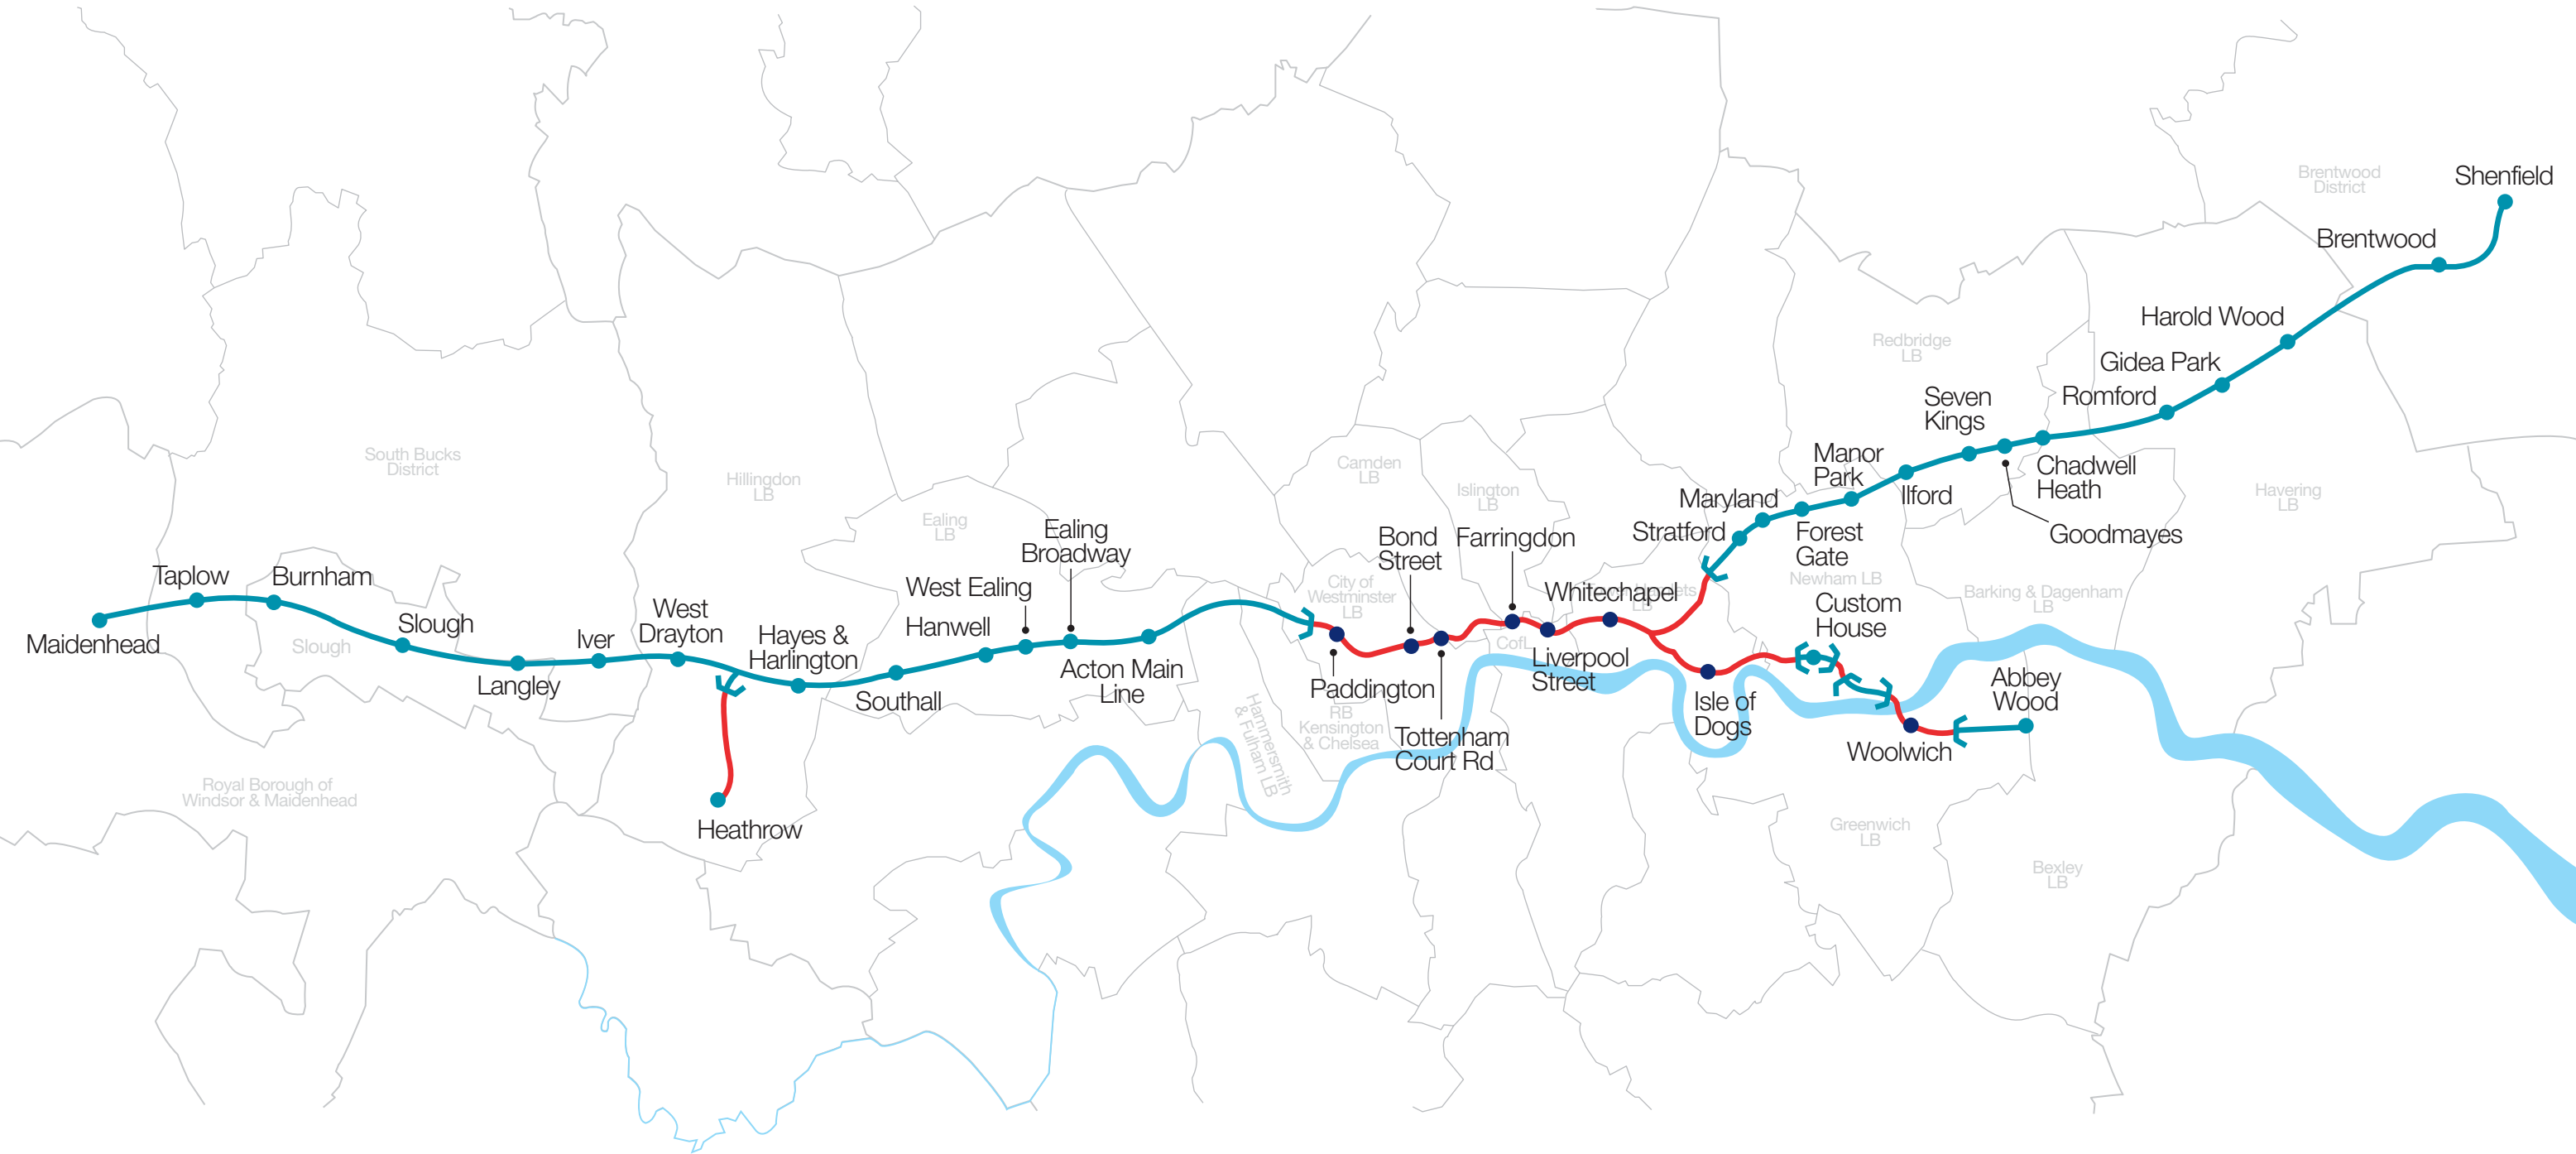 Brentwood
District
Shenfield
Brentwood
Harold Wood
Redbridge
LB
Gidea Park
Romford
Seven
Kings
South Bucks
District
Hillingdon
LB
Camden
LB
Islington
LB
Manor
Park
Chadwell
Heath
Ilford
Havering
LB
Maryland
Stratford
Forest
Gate
Goodmayes
Ealing
LB
Ealing
Broadway
Bond
Street
Farringdon
Taplow
Burnham
West Ealing
City of
Westminster
LB
Whitechapel
LB
Newham LB
Barking & Dagenham
LB
Custom
House
Maidenhead
Slough
Slough
Iver
West
Drayton
Hayes &
Harlington
Hanwell
CofL
Liverpool
Street
Langley
Southall
Acton Main
Line
Paddington
Isle of
Dogs
Abbey
Wood
Hammersmith
& Fulham LB
RB
Kensington
& Chelsea
Tottenham
Court Rd
Woolwich
Royal Borough of
Windsor & Maidenhead
Heathrow
Greenwich
LB
Bexley
LB